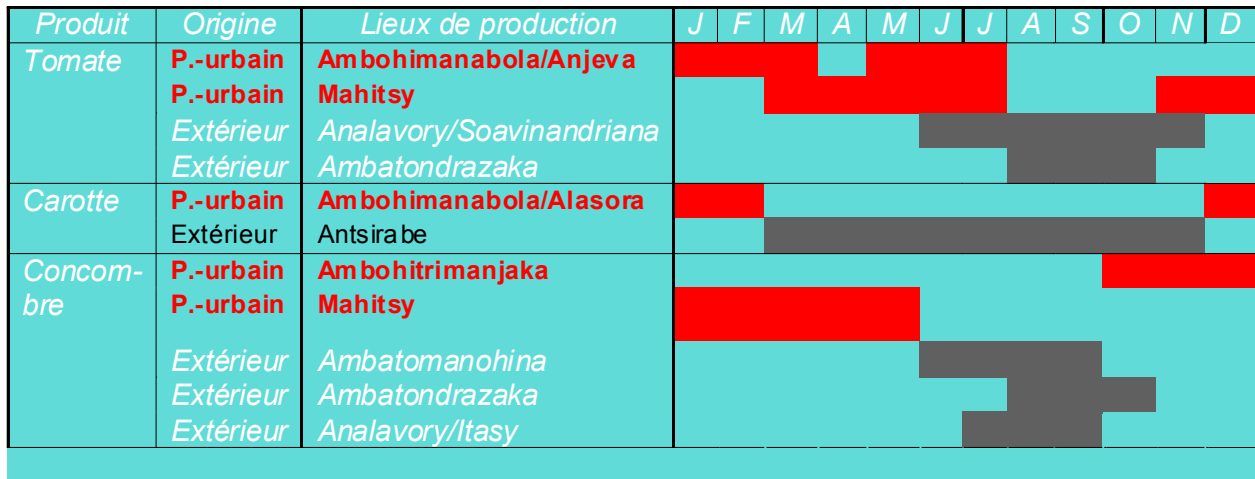 Produit Origine Lieux de production J F M A M J J A S O N D
Tomate P.-urbain Ambohimanabola/Anjeva
P.-urbain Mahitsy
Extérieur Analavory/Soavinandriana
Extérieur Ambatondrazaka
Carotte P.-urbain Ambohimanabola/Alasora
Extérieur Antsirabe
Concom- P.-urbain Ambohitrimanjaka
bre P.-urbain Mahitsy
Extérieur Ambatomanohina
Extérieur Ambatondrazaka
Extérieur Analavory/Itasy